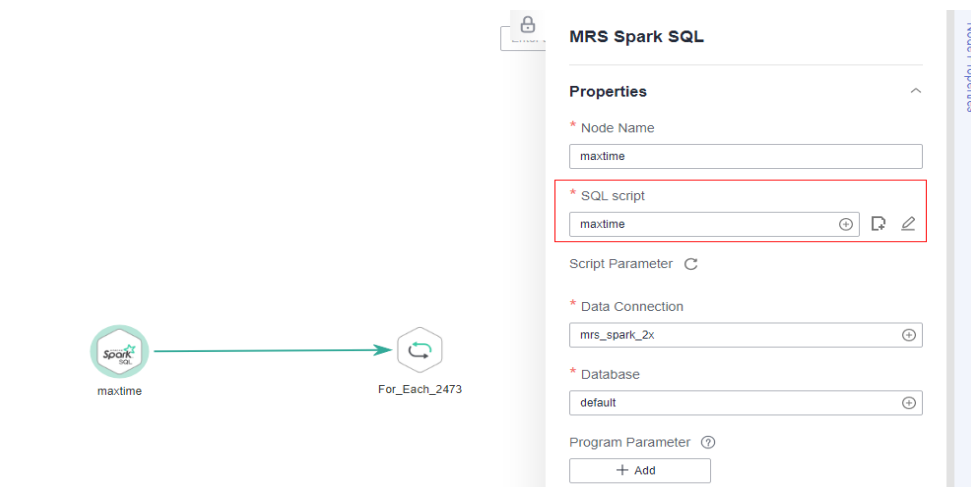 MRS Spark SQL
Properties
* Node Name
maxtime
* SQL script
maxtime
Script Parameter
* Data Connection
mrs_spark_2x
* Database
default
Program Parameter
+ Add
Spark
SQL
maxtime
For_Each_2473